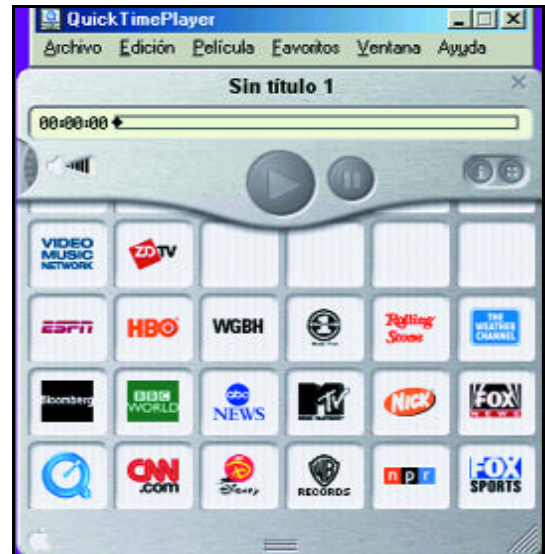 QuickTimePlayer
Archivo Edición Película Favoritos Ventana Ayuda
Sin título 1
00:00:00
VIDEO
MUSIC
NETWORK
ZDTV
ESPN
HBO
WGBH
Rolling
Stone
THE
WEATHER
CHANNEL
Bloomberg
BBC
WORLD
abc
NEWS
MTV
NICK
FOX
NEWS
CNN
.com
Disney
WB
RECORDS
npr
FOX
SPORTS